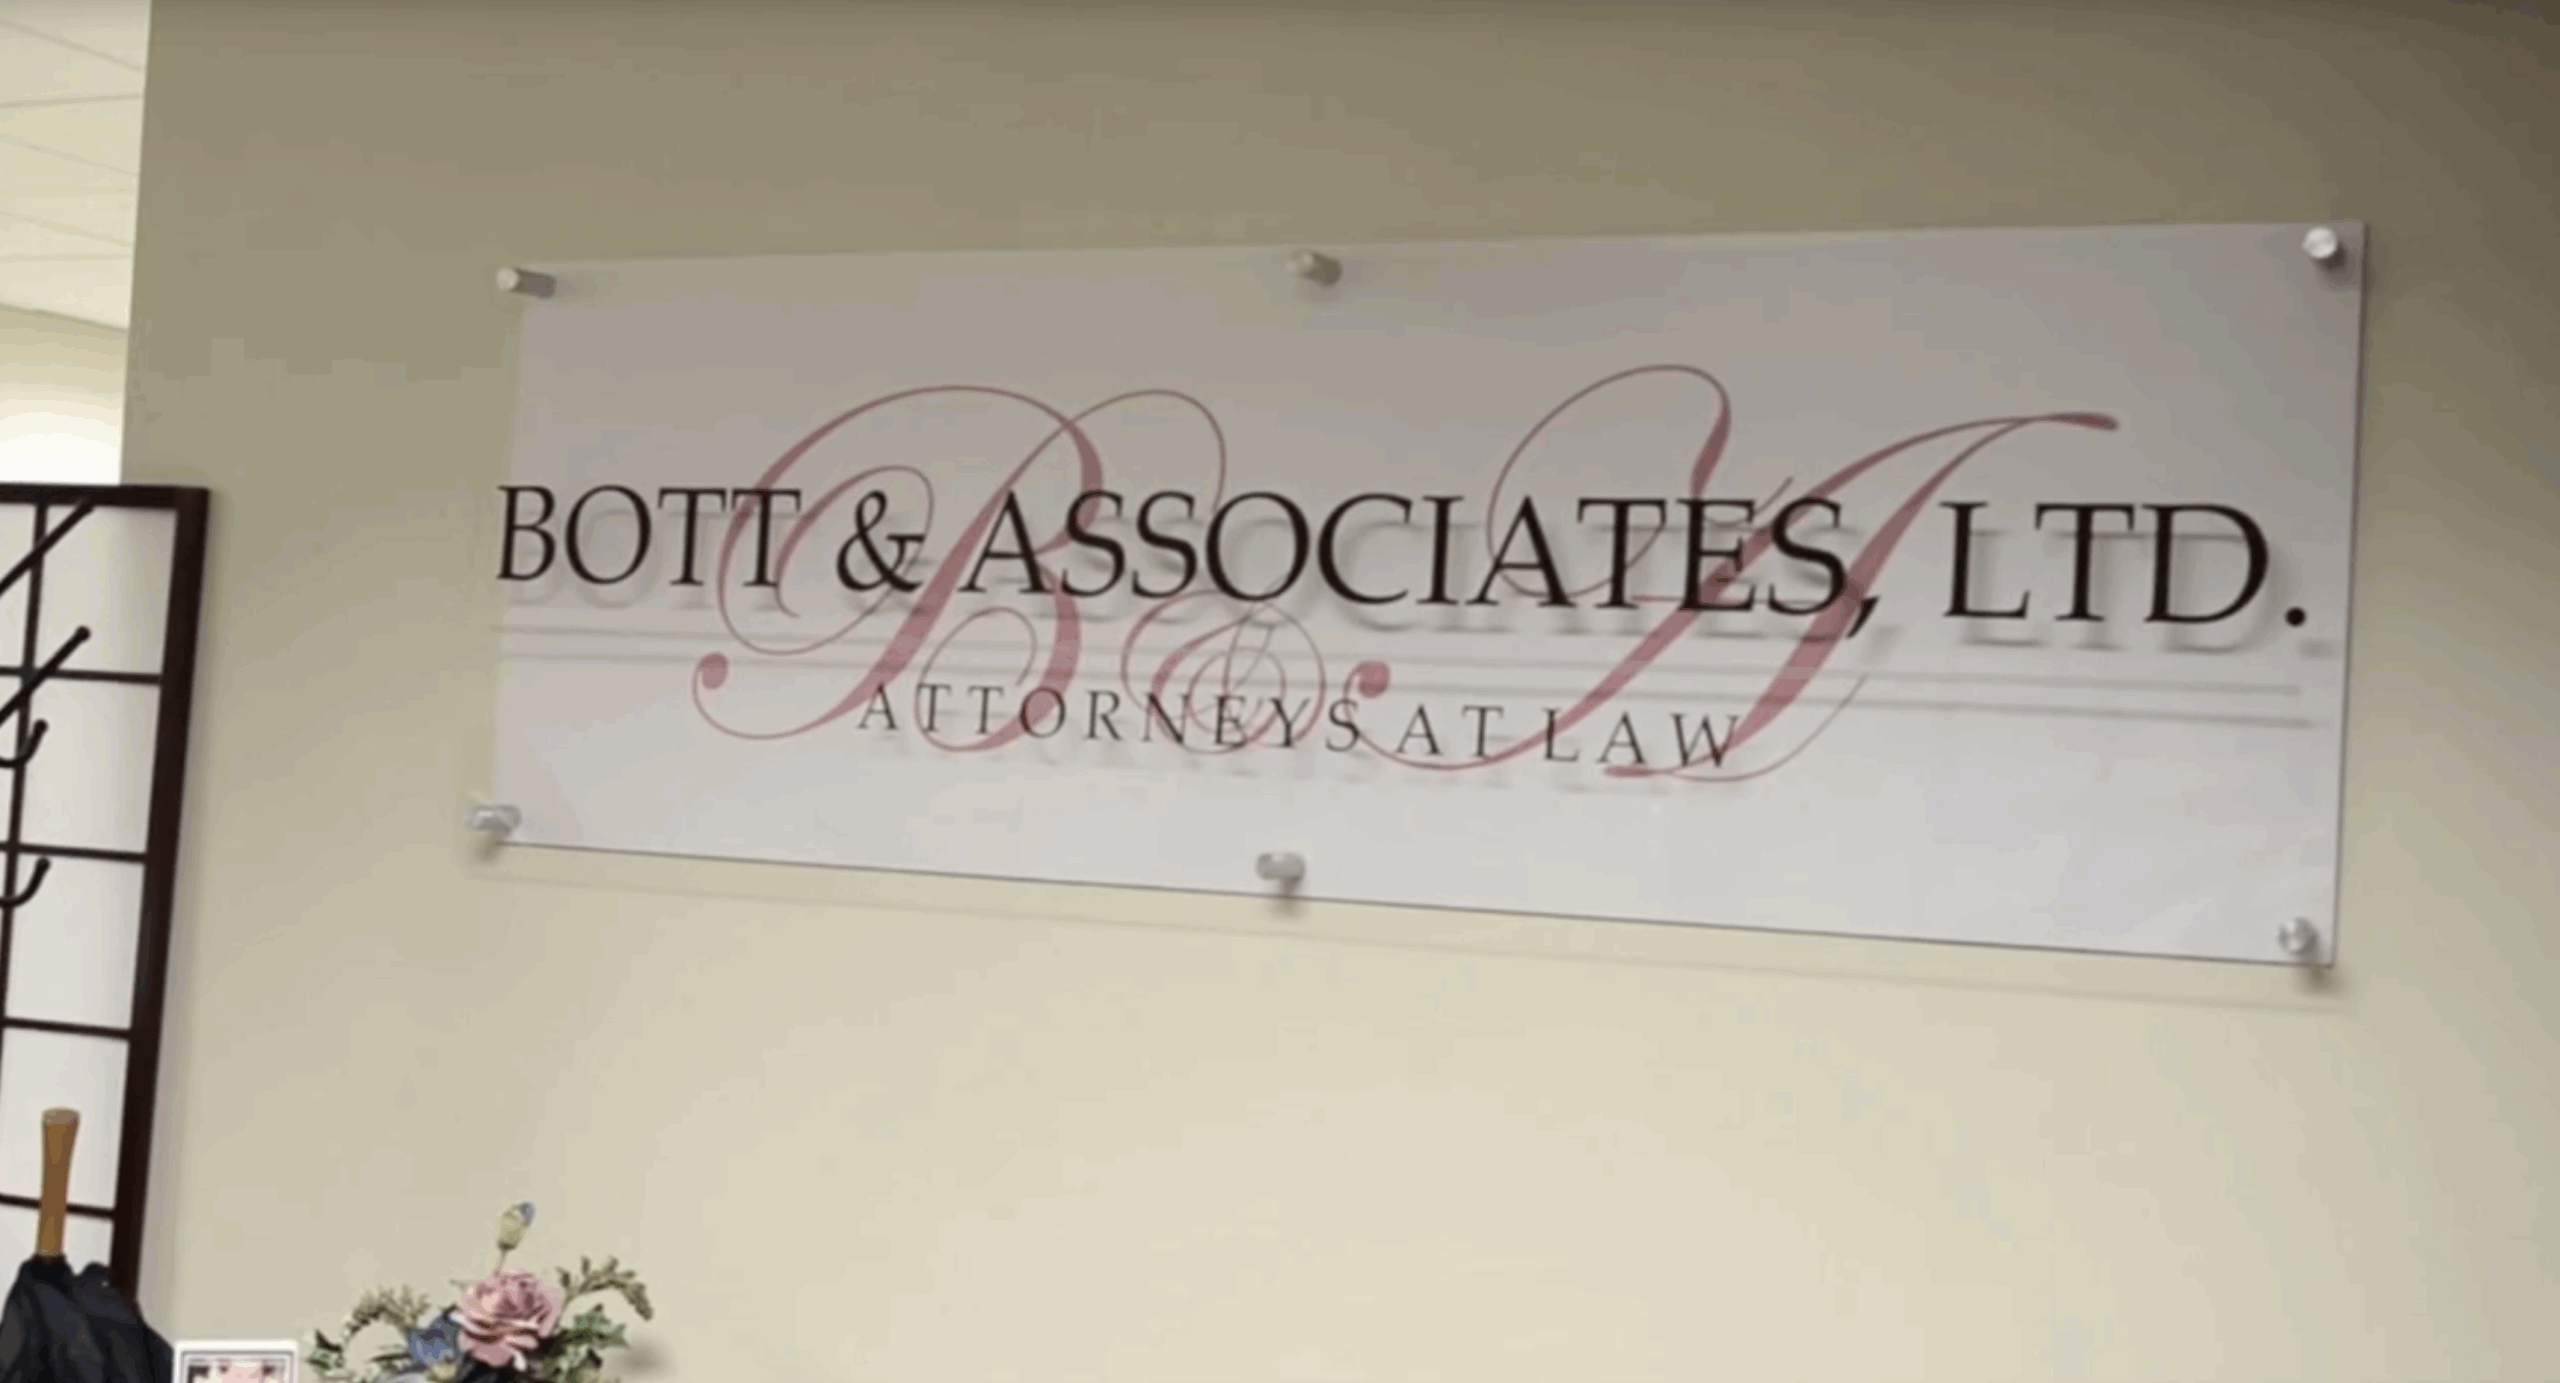 BOTT & ASSOCIATES, LTD.
B & A
ATTORNEYS AT LAW